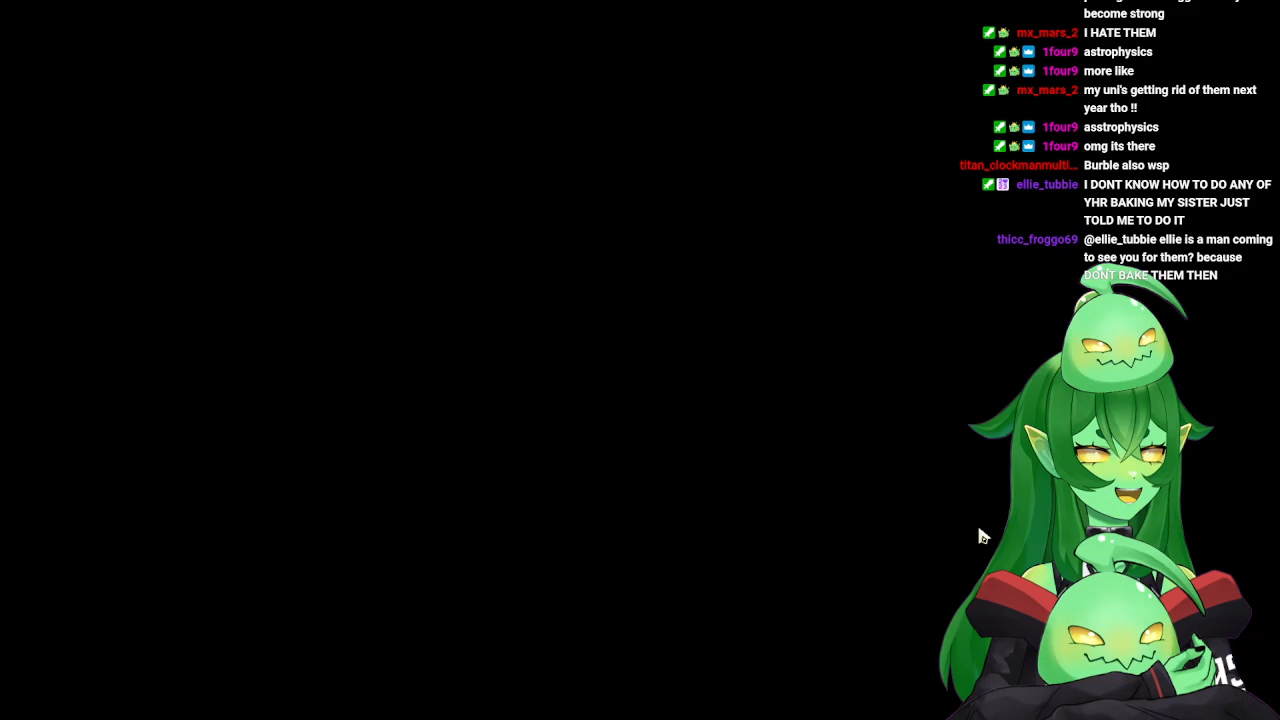 become strong
mx_mars_2 I HATE THEM
1four9 astrophysics
1four9 more like
mx_mars_2 my uni's getting rid of them next
year tho !!
1four9 asstrophysics
1four9 omg its there
titan_clockmanmulti... Burble also wsp
ellie_tubbie I DONT KNOW HOW TO DO ANY OF
YHR BAKING MY SISTER JUST
TOLD ME TO DO IT
thicc_froggo69 @ellie_tubbie ellie is a man coming
to see you for them? because
DONT BAKE THEM THEN